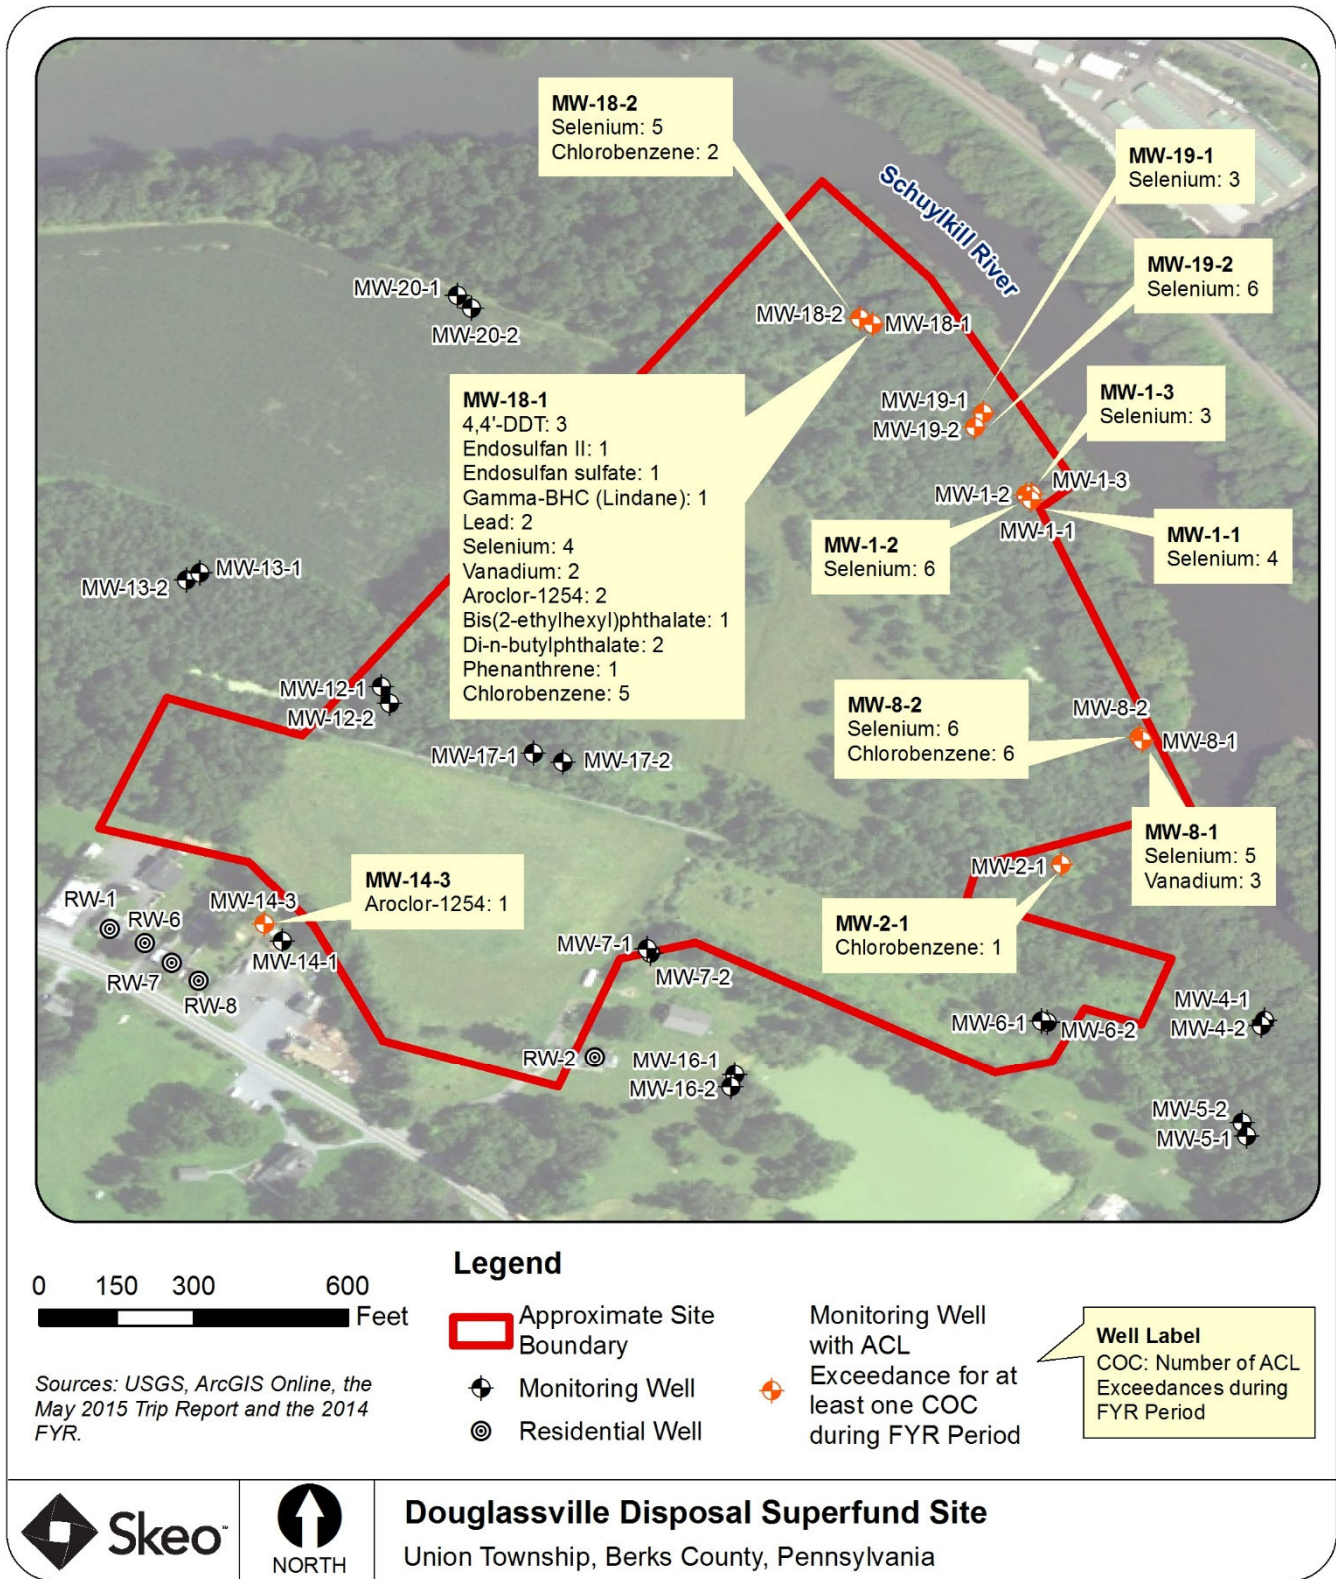 MW-18-2
Selenium: 5
Chlorobenzene: 2
MW-19-1
Selenium: 3
Schuylkill River
MW-19-2
Selenium: 6
MW-20-1
MW-20-2
MW-18-2
MW-18-1
MW-18-1
4,4'-DDT: 3
Endosulfan II: 1
Endosulfan sulfate: 1
Gamma-BHC (Lindane): 1
Lead: 2
Selenium: 4
Vanadium: 2
Aroclor-1254: 2
Bis(2-ethylhexyl)phthalate: 1
Di-n-butylphthalate: 2
Phenanthrene: 1
Chlorobenzene: 5
MW-19-1
MW-19-2
MW-1-3
Selenium: 3
MW-1-2
MW-1-3
MW-1-1
MW-1-2
Selenium: 6
MW-1-1
Selenium: 4
MW-13-2
MW-13-1
MW-12-1
MW-12-2
MW-17-1
MW-17-2
MW-8-2
Selenium: 6
Chlorobenzene: 6
MW-8-2
MW-8-1
MW-8-1
Selenium: 5
Vanadium: 3
MW-2-1
MW-2-1
Chlorobenzene: 1
MW-14-3
Aroclor-1254: 1
RW-1
RW-6
RW-7
RW-8
MW-14-3
MW-14-1
MW-7-1
MW-7-2
MW-6-1
MW-6-2
MW-4-1
MW-4-2
RW-2
MW-16-1
MW-16-2
MW-5-2
MW-5-1
0 150 300 600
Feet
Sources: USGS, ArcGIS Online, the
May 2015 Trip Report and the 2014
FYR.
Legend
Approximate Site
Boundary
Monitoring Well
Residential Well
Monitoring Well
with ACL
Exceedance for at
least one COC
during FYR Period
Well Label
COC: Number of ACL
Exceedances during
FYR Period
Skeo™
NORTH
Douglassville Disposal Superfund Site
Union Township, Berks County, Pennsylvania